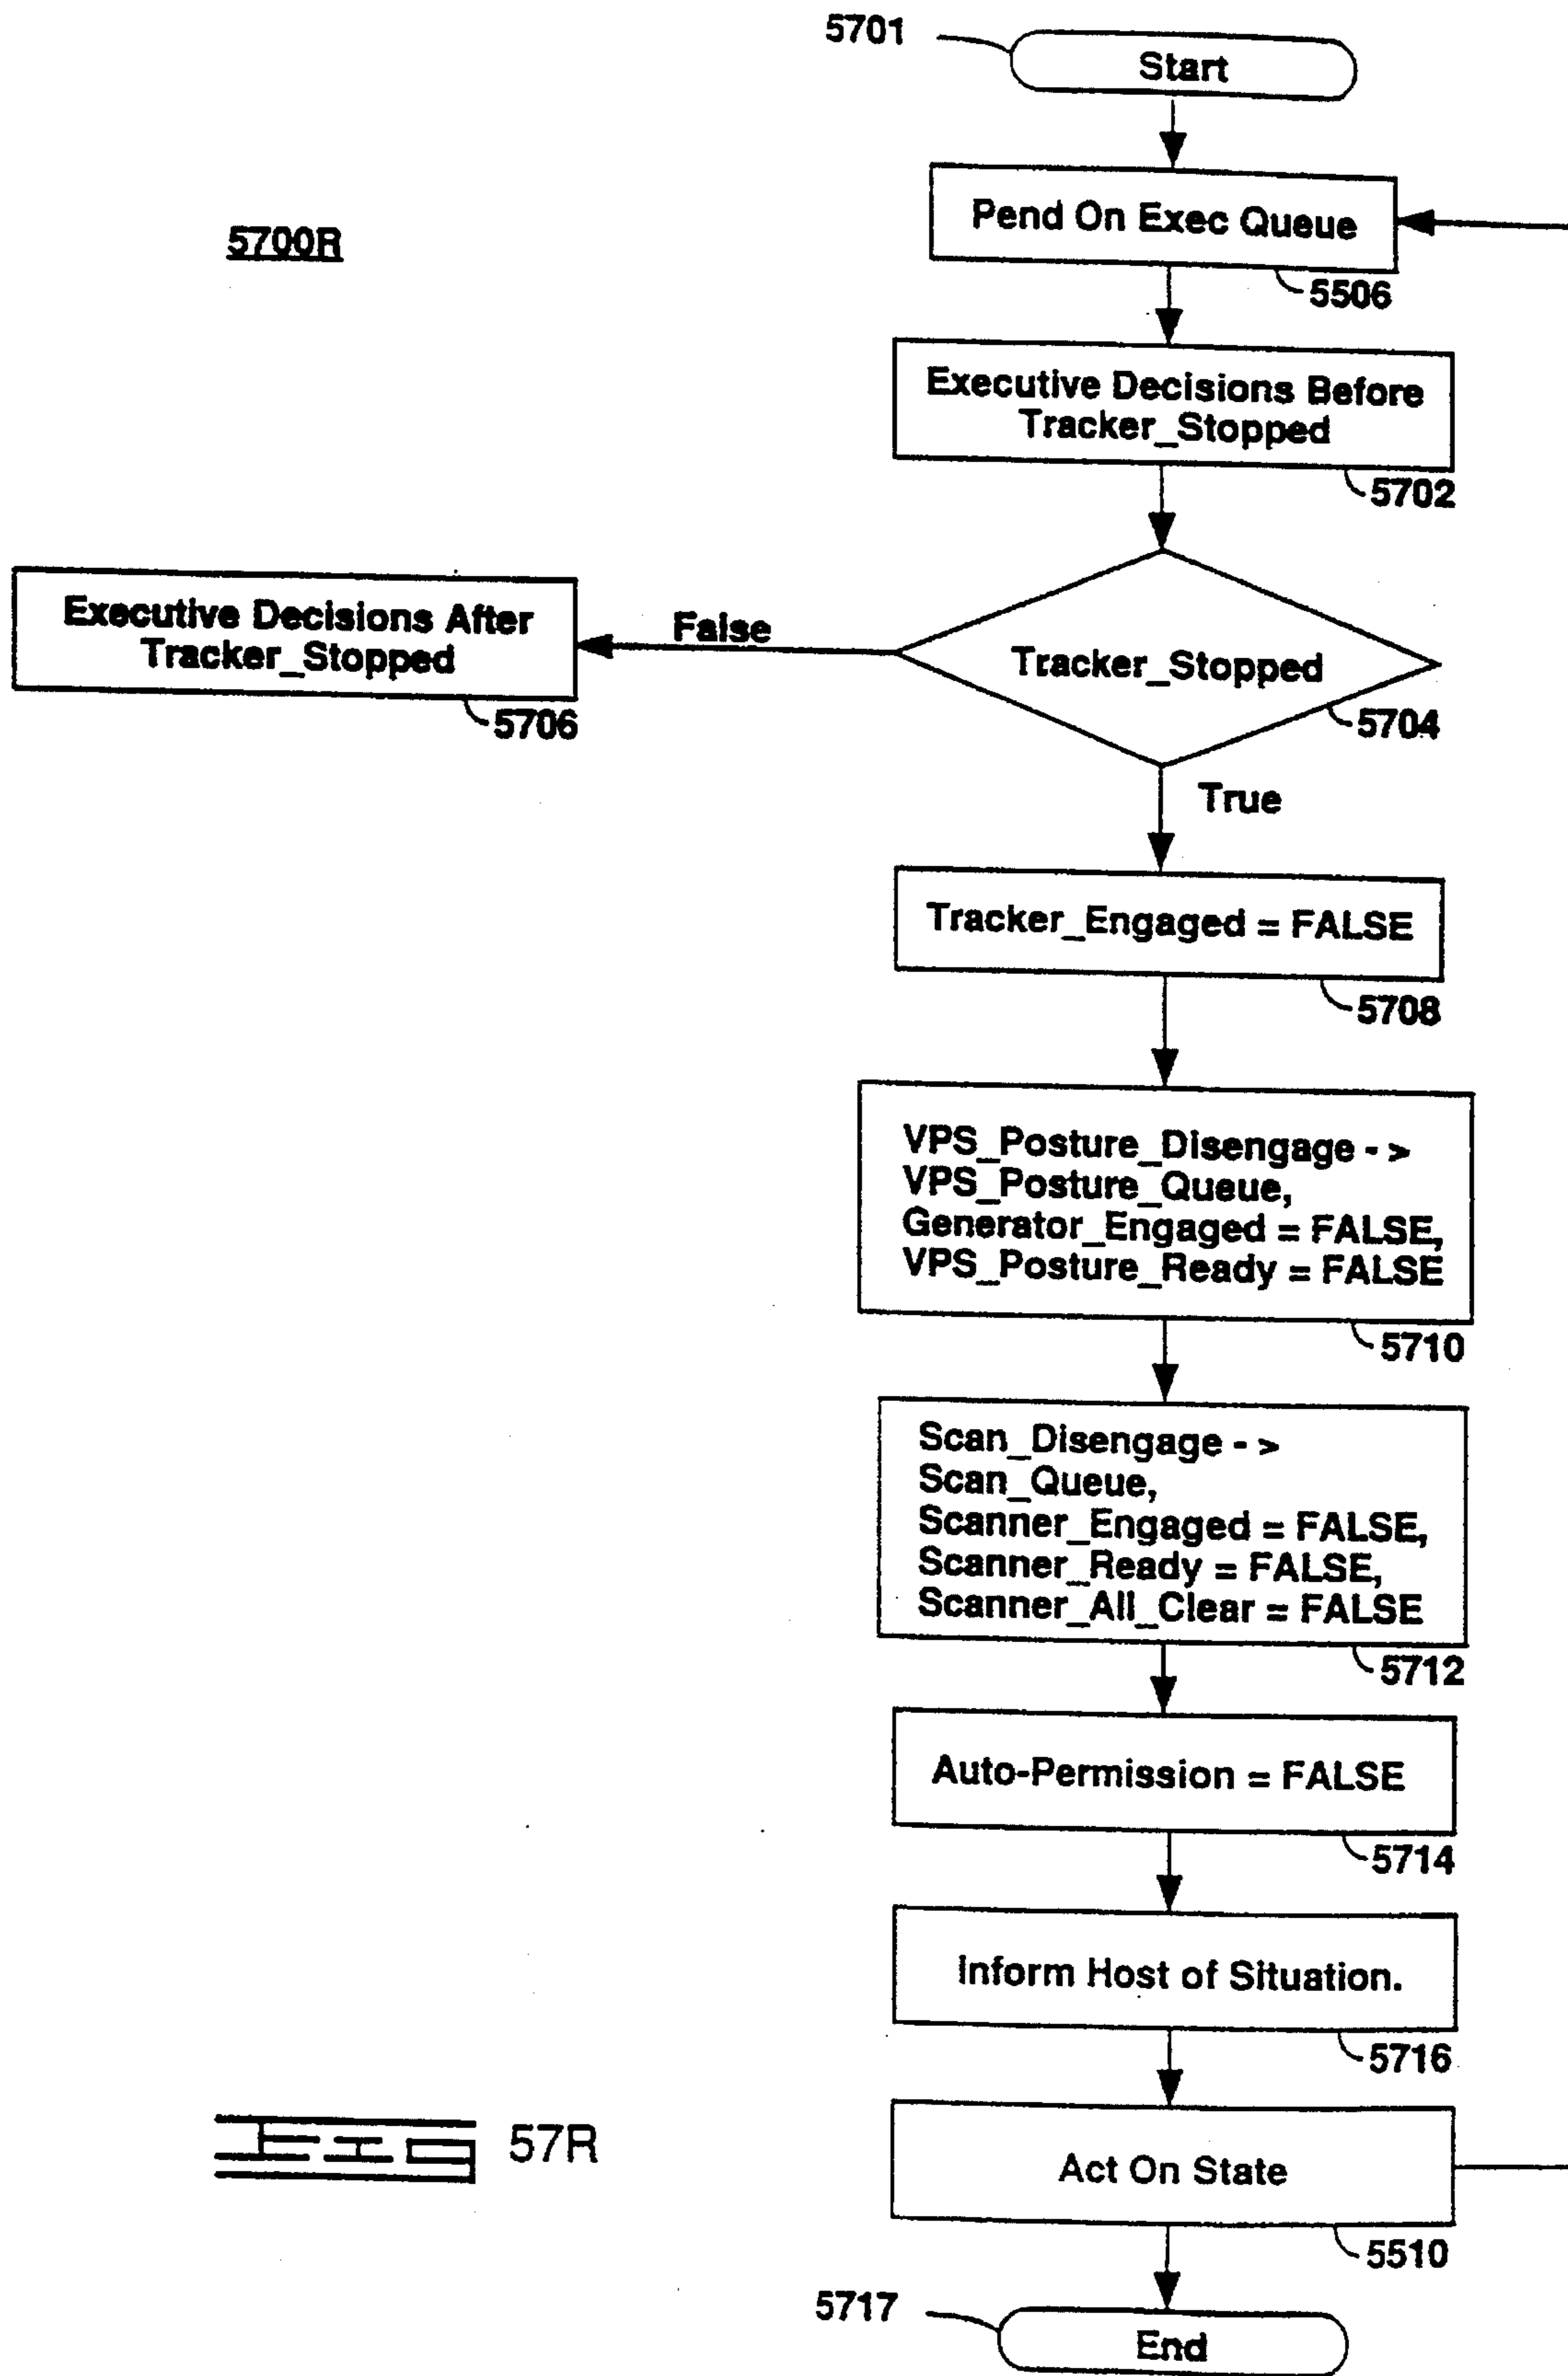 5701
Start
Pend On Exec Queue
5700R
5506
Executive Decisions Before
Tracker_Stopped
5702
Executive Decisions After
Tracker_Stopped
False
Tracker_Stopped
5706
5704
True
Tracker_Engaged = FALSE
5708
VPS_Posture_Disengage - >
VPS_Posture_Queue,
Generator_Engaged = FALSE,
VPS_Posture_Ready = FALSE
5710
Scan_Disengage - >
Scan_Queue,
Scanner_Engaged = FALSE,
Scanner_Ready = FALSE,
Scanner_All_Clear = FALSE
5712
Auto-Permission = FALSE
5714
Inform Host of Situation.
5716
Fig 57R
Act On State
5510
5717
End